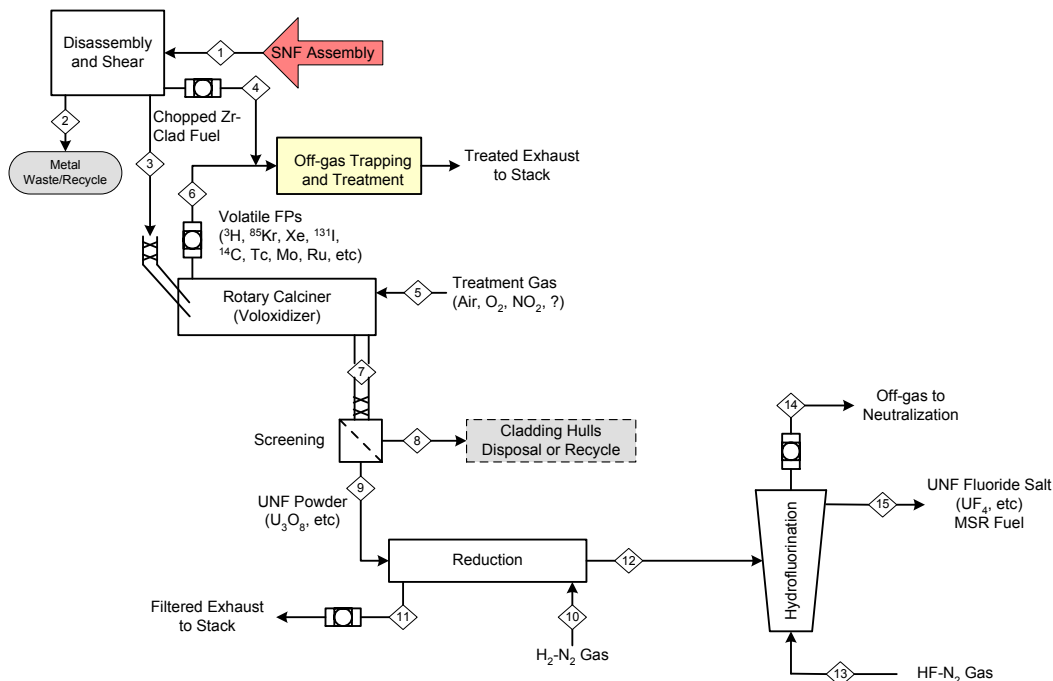 Disassembly
and Shear
1
SNF Assembly
2
3
4
Chopped Zr-
Clad Fuel
Metal
Waste/Recycle
Off-gas Trapping
and Treatment
Treated Exhaust
to Stack
6
Volatile FPs
(³H, ⁸⁵Kr, Xe, ¹³¹I,
¹⁴C, Tc, Mo, Ru, etc)
Rotary Calciner
(Voloxidizer)
5
Treatment Gas
(Air, O₂, NO₂, ?)
7
Screening
8
Cladding Hulls
Disposal or Recycle
9
UNF Powder
(U₃O₈, etc)
Reduction
12
Filtered Exhaust
to Stack
11
10
H₂-N₂ Gas
14
Off-gas to
Neutralization
Hydrofluorination
15
UNF Fluoride Salt
(UF₄, etc)
MSR Fuel
13
HF-N₂ Gas